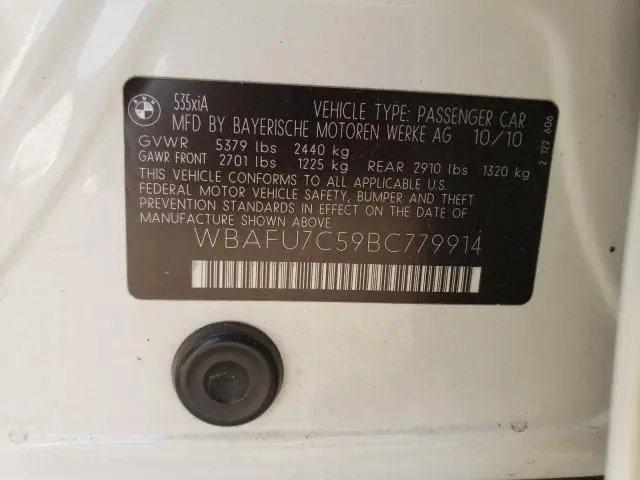 BMW
535xiA
VEHICLE TYPE: PASSENGER CAR
MFD BY BAYERISCHE MOTOREN WERKE AG 10/10
GVWR 5379 lbs 2440 kg
GAWR FRONT 2701 lbs 1225 kg REAR 2910 lbs 1320 kg
THIS VEHICLE CONFORMS TO ALL APPLICABLE U.S.
FEDERAL MOTOR VEHICLE SAFETY, BUMPER AND THEFT
PREVENTION STANDARDS IN EFFECT ON THE DATE OF
MANUFACTURE SHOWN ABOVE.
WBAFU7C59BC779914
2 122 606